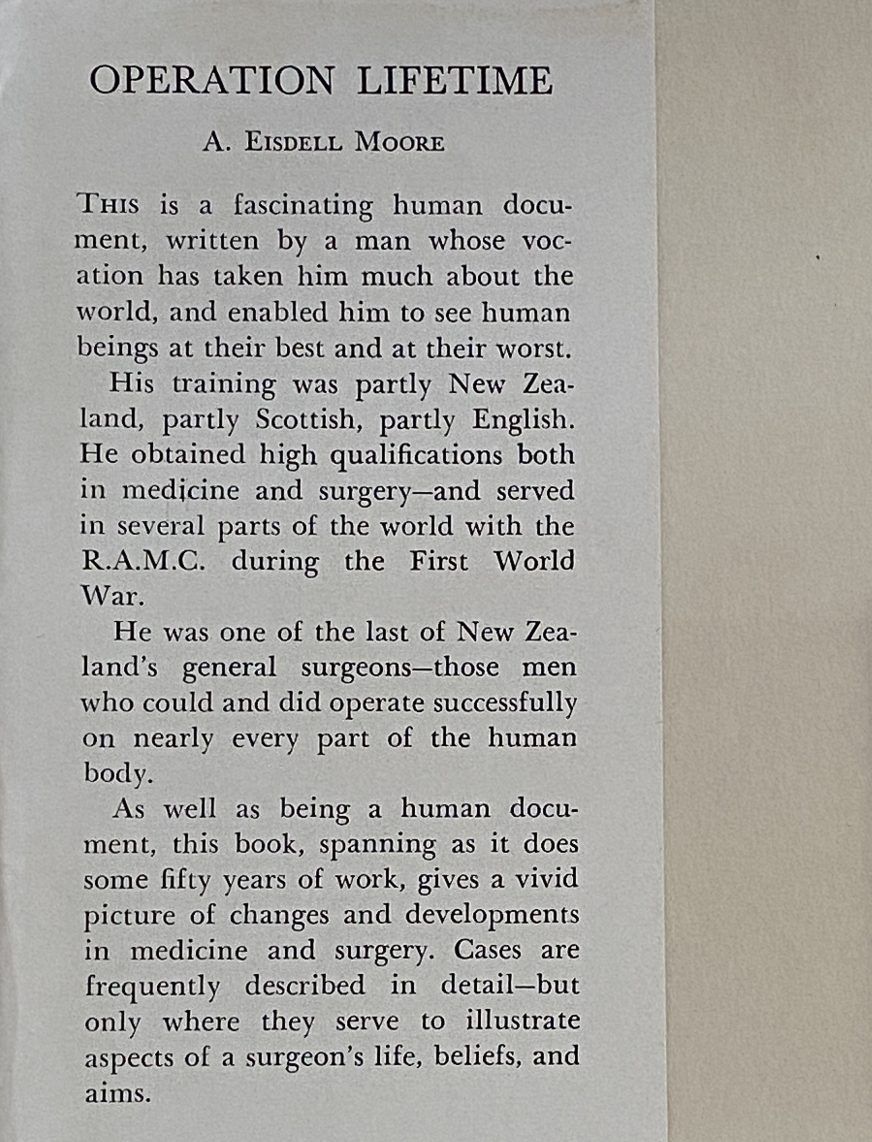 OPERATION LIFETIME
A. EISDELL MOORE
THIS is a fascinating human docu-
ment, written by a man whose voc-
ation has taken him much about the
world, and enabled him to see human
beings at their best and at their worst.
His training was partly New Zea-
land, partly Scottish, partly English.
He obtained high qualifications both
in medicine and surgery—and served
in several parts of the world with the
R.A.M.C. during the First World
War.
He was one of the last of New Zea-
land's general surgeons—those men
who could and did operate successfully
on nearly every part of the human
body.
As well as being a human docu-
ment, this book, spanning as it does
some fifty years of work, gives a vivid
picture of changes and developments
in medicine and surgery. Cases are
frequently described in detail—but
only where they serve to illustrate
aspects of a surgeon's life, beliefs, and
aims.